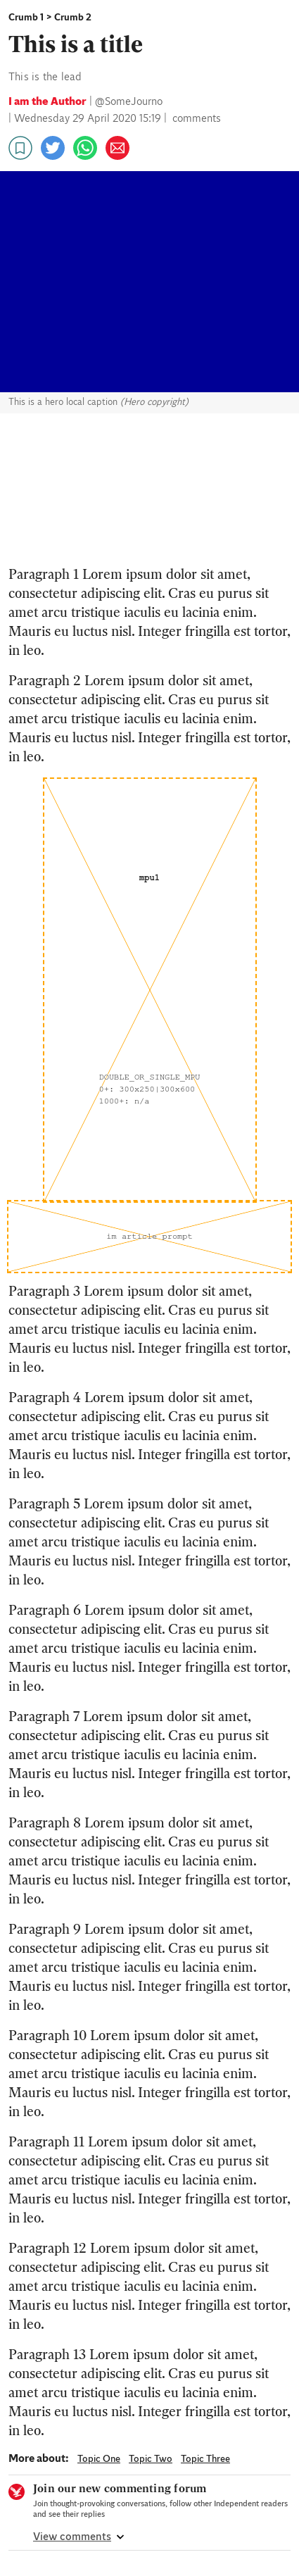 Crumb 1 > Crumb 2
This is a title
This is the lead
I am the Author | @SomeJourno
| Wednesday 29 April 2020 15:19 | comments
This is a hero local caption (Hero copyright)
Paragraph 1 Lorem ipsum dolor sit amet,
consectetur adipiscing elit. Cras eu purus sit
amet arcu tristique iaculis eu lacinia enim.
Mauris eu luctus nisl. Integer fringilla est tortor,
in leo.
Paragraph 2 Lorem ipsum dolor sit amet,
consectetur adipiscing elit. Cras eu purus sit
amet arcu tristique iaculis eu lacinia enim.
Mauris eu luctus nisl. Integer fringilla est tortor,
in leo.
mpu1
DOUBLE_OR_SINGLE_MPU
0+: 300x250|300x600
1000+: n/a
im article prompt
Paragraph 3 Lorem ipsum dolor sit amet,
consectetur adipiscing elit. Cras eu purus sit
amet arcu tristique iaculis eu lacinia enim.
Mauris eu luctus nisl. Integer fringilla est tortor,
in leo.
Paragraph 4 Lorem ipsum dolor sit amet,
consectetur adipiscing elit. Cras eu purus sit
amet arcu tristique iaculis eu lacinia enim.
Mauris eu luctus nisl. Integer fringilla est tortor,
in leo.
Paragraph 5 Lorem ipsum dolor sit amet,
consectetur adipiscing elit. Cras eu purus sit
amet arcu tristique iaculis eu lacinia enim.
Mauris eu luctus nisl. Integer fringilla est tortor,
in leo.
Paragraph 6 Lorem ipsum dolor sit amet,
consectetur adipiscing elit. Cras eu purus sit
amet arcu tristique iaculis eu lacinia enim.
Mauris eu luctus nisl. Integer fringilla est tortor,
in leo.
Paragraph 7 Lorem ipsum dolor sit amet,
consectetur adipiscing elit. Cras eu purus sit
amet arcu tristique iaculis eu lacinia enim.
Mauris eu luctus nisl. Integer fringilla est tortor,
in leo.
Paragraph 8 Lorem ipsum dolor sit amet,
consectetur adipiscing elit. Cras eu purus sit
amet arcu tristique iaculis eu lacinia enim.
Mauris eu luctus nisl. Integer fringilla est tortor,
in leo.
Paragraph 9 Lorem ipsum dolor sit amet,
consectetur adipiscing elit. Cras eu purus sit
amet arcu tristique iaculis eu lacinia enim.
Mauris eu luctus nisl. Integer fringilla est tortor,
in leo.
Paragraph 10 Lorem ipsum dolor sit amet,
consectetur adipiscing elit. Cras eu purus sit
amet arcu tristique iaculis eu lacinia enim.
Mauris eu luctus nisl. Integer fringilla est tortor,
in leo.
Paragraph 11 Lorem ipsum dolor sit amet,
consectetur adipiscing elit. Cras eu purus sit
amet arcu tristique iaculis eu lacinia enim.
Mauris eu luctus nisl. Integer fringilla est tortor,
in leo.
Paragraph 12 Lorem ipsum dolor sit amet,
consectetur adipiscing elit. Cras eu purus sit
amet arcu tristique iaculis eu lacinia enim.
Mauris eu luctus nisl. Integer fringilla est tortor,
in leo.
Paragraph 13 Lorem ipsum dolor sit amet,
consectetur adipiscing elit. Cras eu purus sit
amet arcu tristique iaculis eu lacinia enim.
Mauris eu luctus nisl. Integer fringilla est tortor,
in leo.
More about: Topic One Topic Two Topic Three
Join our new commenting forum
Join thought-provoking conversations, follow other Independent readers
and see their replies
View comments